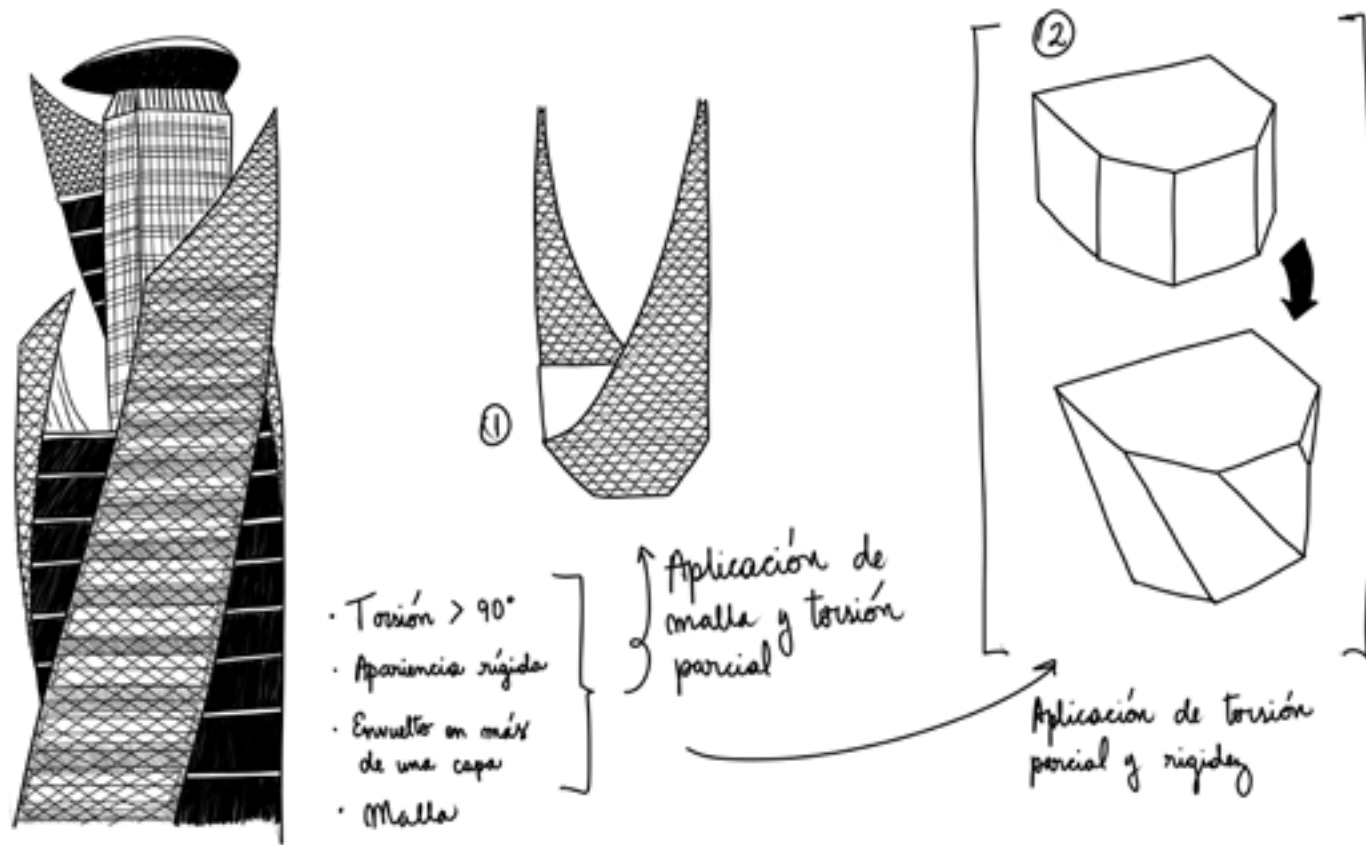 · Torsión > 90°
· Apariencia rígida
· Envuelto en más
de una capa
· Malla
①
Aplicación de
malla y torsión
parcial
②
Aplicación de torsión
parcial y rigidez